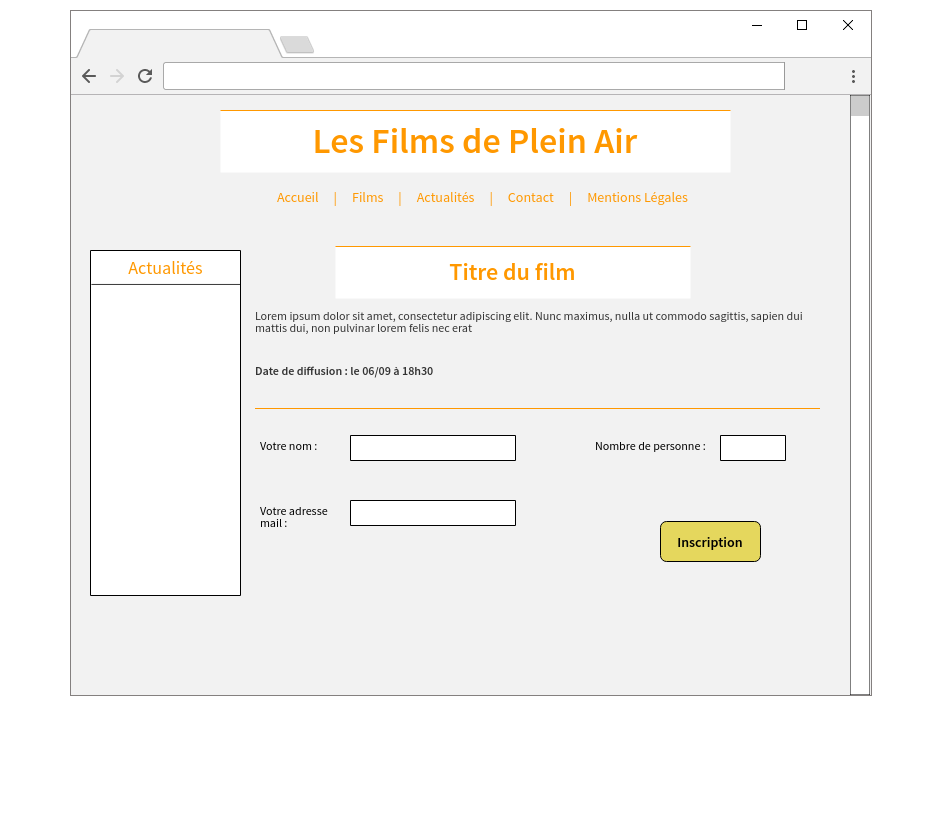 Les Films de Plein Air
Accueil | Films | Actualités | Contact | Mentions Légales
Actualités
Titre du film
Lorem ipsum dolor sit amet, consectetur adipiscing elit. Nunc maximus, nulla ut commodo sagittis, sapien dui
mattis dui, non pulvinar lorem felis nec erat
Date de diffusion : le 06/09 à 18h30
Votre nom :
Nombre de personne :
Votre adresse
mail :
Inscription